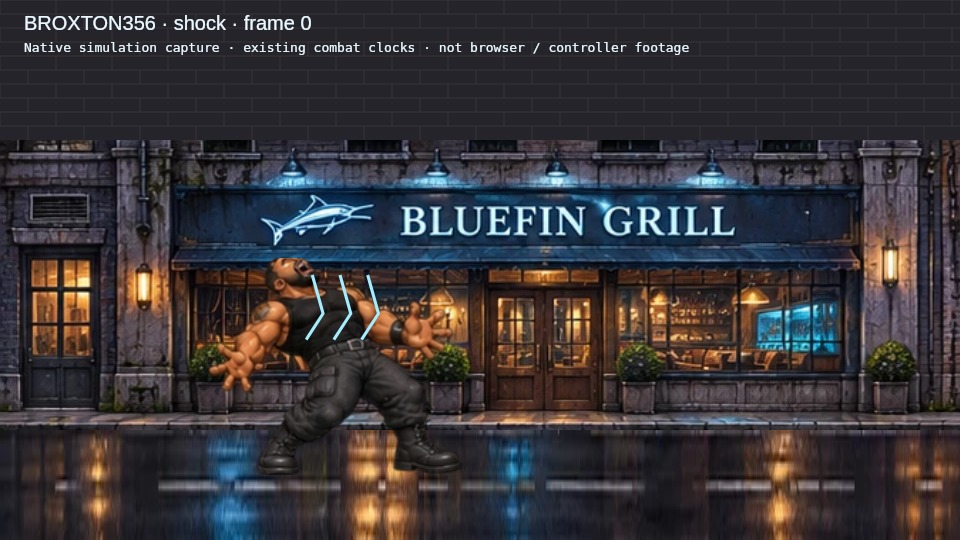 BROXTON356 · shock · frame 0
Native simulation capture · existing combat clocks · not browser / controller footage
BLUEFIN GRILL